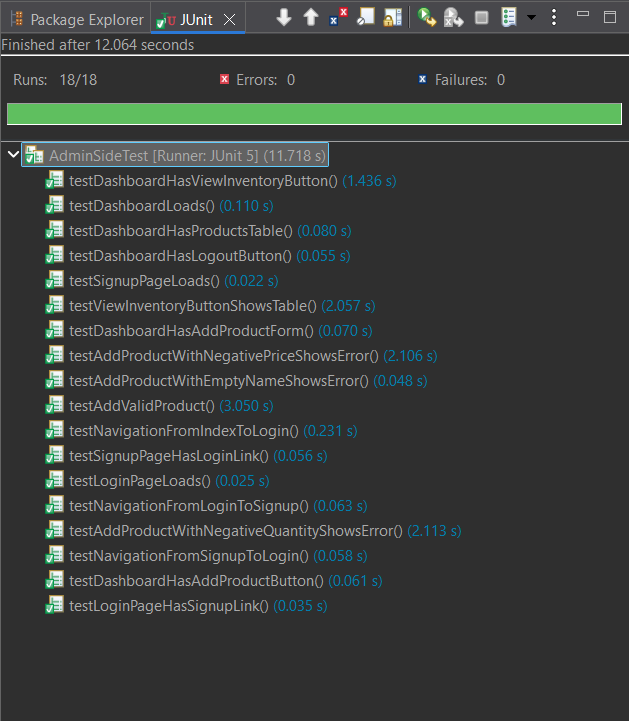 Package Explorer JUnit
Finished after 12.064 seconds
Runs: 18/18 Errors: 0 Failures: 0
AdminSideTest [Runner: JUnit 5] (11.718 s)
testDashboardHasViewInventoryButton() (1.436 s)
testDashboardLoads() (0.110 s)
testDashboardHasProductsTable() (0.080 s)
testDashboardHasLogoutButton() (0.055 s)
testSignupPageLoads() (0.022 s)
testViewInventoryButtonShowsTable() (2.057 s)
testDashboardHasAddProductForm() (0.070 s)
testAddProductWithNegativePriceShowsError() (2.106 s)
testAddProductWithEmptyNameShowsError() (0.048 s)
testAddValidProduct() (3.050 s)
testNavigationFromIndexToLogin() (0.231 s)
testSignupPageHasLoginLink() (0.056 s)
testLoginPageLoads() (0.025 s)
testNavigationFromLoginToSignup() (0.063 s)
testAddProductWithNegativeQuantityShowsError() (2.113 s)
testNavigationFromSignupToLogin() (0.058 s)
testDashboardHasAddProductButton() (0.061 s)
testLoginPageHasSignupLink() (0.035 s)